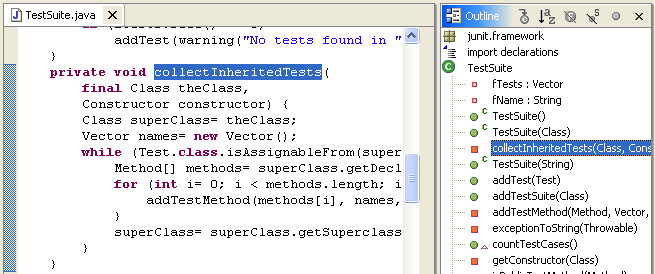 TestSuite.java
addTest(warning("No tests found in "
}
private void collectInheritedTests(
final Class theClass,
Constructor constructor) {
Class superClass= theClass;
Vector names= new Vector();
while (Test.class.isAssignableFrom(super
Method[] methods= superClass.getDecl
for (int i= 0; i < methods.length; i
addTestMethod(methods[i], names,
}
superClass= superClass.getSuperclass
}
}
Outline
junit.framework
import declarations
TestSuite
fTests : Vector
fName : String
TestSuite()
TestSuite(Class)
collectInheritedTests(Class, Cons
TestSuite(String)
addTest(Test)
addTestSuite(Class)
addTestMethod(Method, Vector,
exceptionToString(Throwable)
countTestCases()
getConstructor(Class)